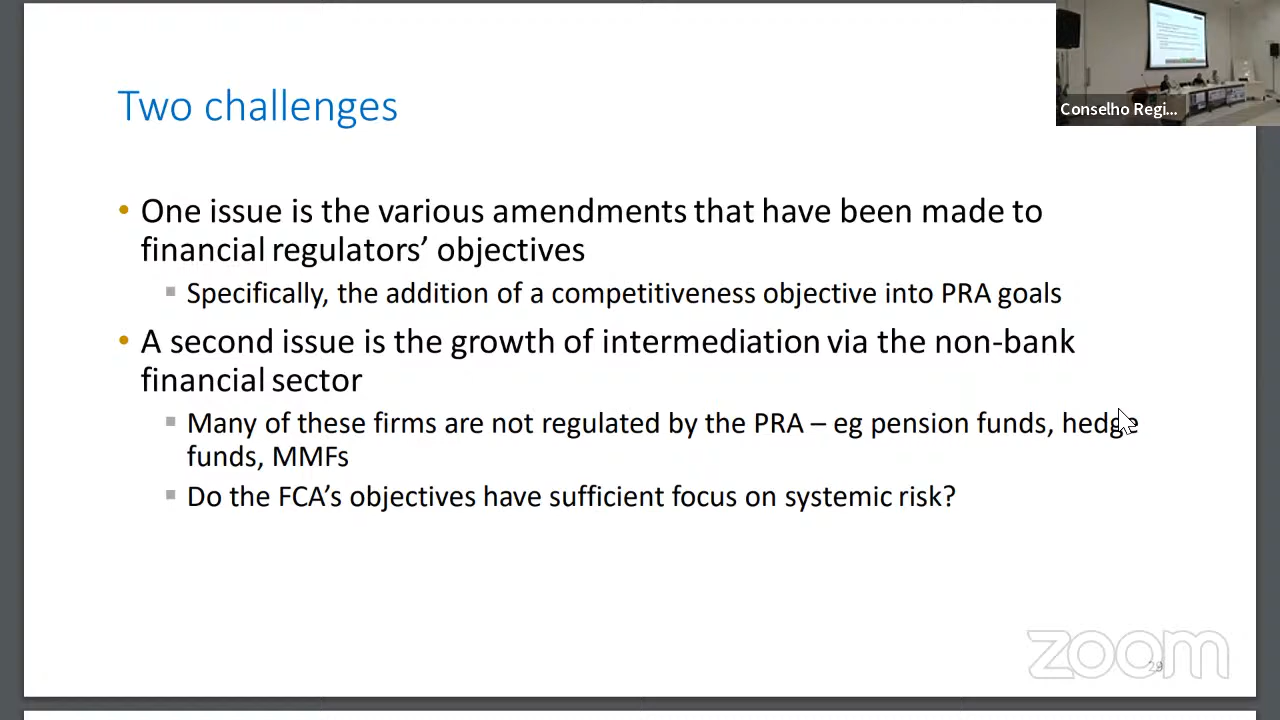 Two challenges
Conselho Regi...
• One issue is the various amendments that have been made to
financial regulators’ objectives
▪ Specifically, the addition of a competitiveness objective into PRA goals
• A second issue is the growth of intermediation via the non-bank
financial sector
▪ Many of these firms are not regulated by the PRA – eg pension funds, hedge
funds, MMFs
▪ Do the FCA’s objectives have sufficient focus on systemic risk?
zoom
29